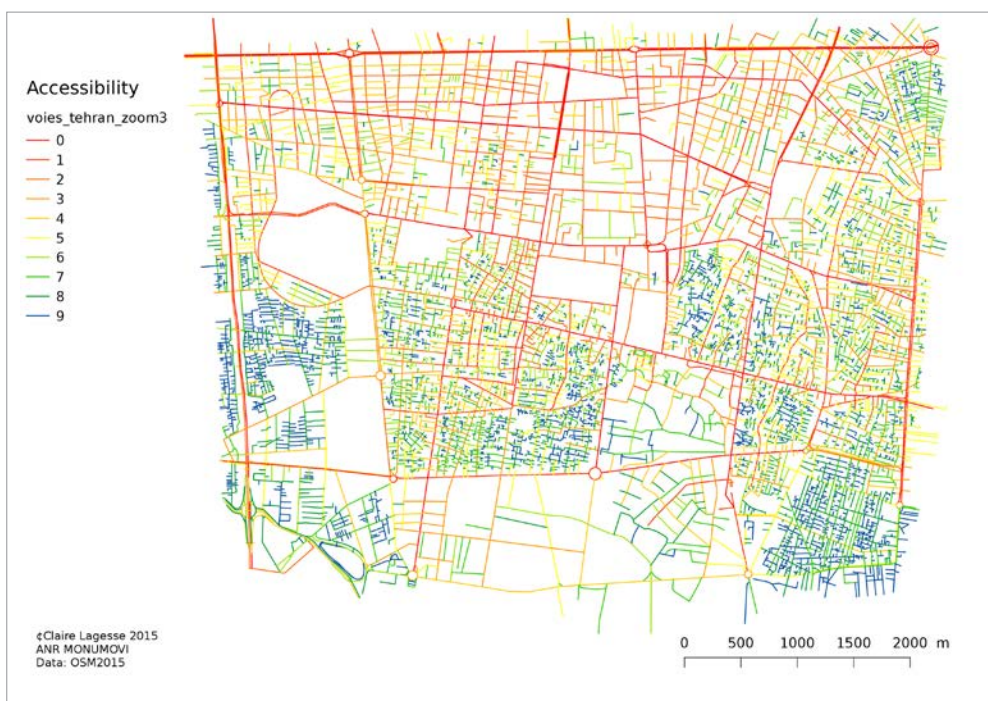 Accessibility
voies_tehran_zoom3
0
1
2
3
4
5
6
7
8
9
¢Claire Lagesse 2015
ANR MONUMOVI
Data: OSM2015
0 500 1000 1500 2000 m